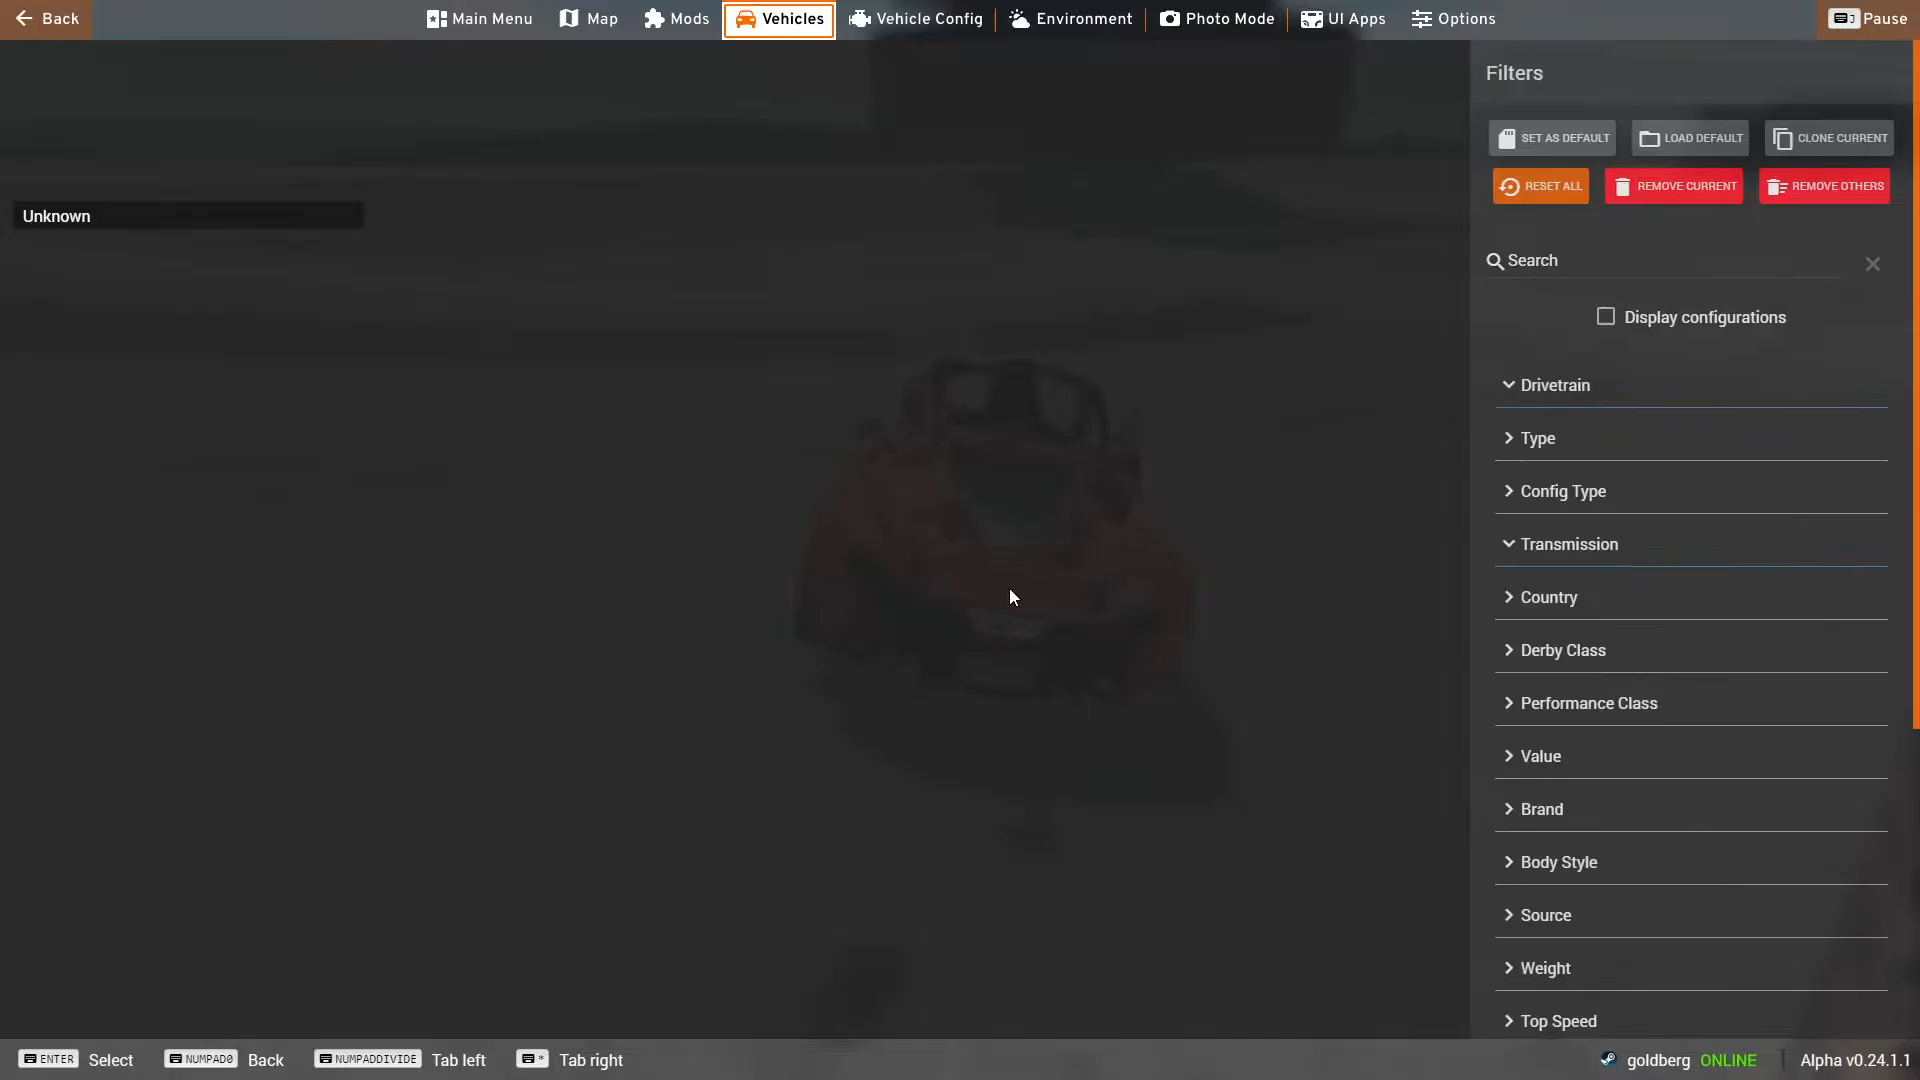 Back
Main Menu
Map
Mods
Vehicles
Vehicle Config
Environment
Photo Mode
UI Apps
Options
J Pause
Filters
SET AS DEFAULT
LOAD DEFAULT
CLONE CURRENT
RESET ALL
REMOVE CURRENT
REMOVE OTHERS
Unknown
Search
Display configurations
Drivetrain
Type
Config Type
Transmission
Country
Derby Class
Performance Class
Value
Brand
Body Style
Source
Weight
Top Speed
ENTER Select
NUMPAD0 Back
NUMPADDIVIDE Tab left
* Tab right
goldberg ONLINE
Alpha v0.24.1.1